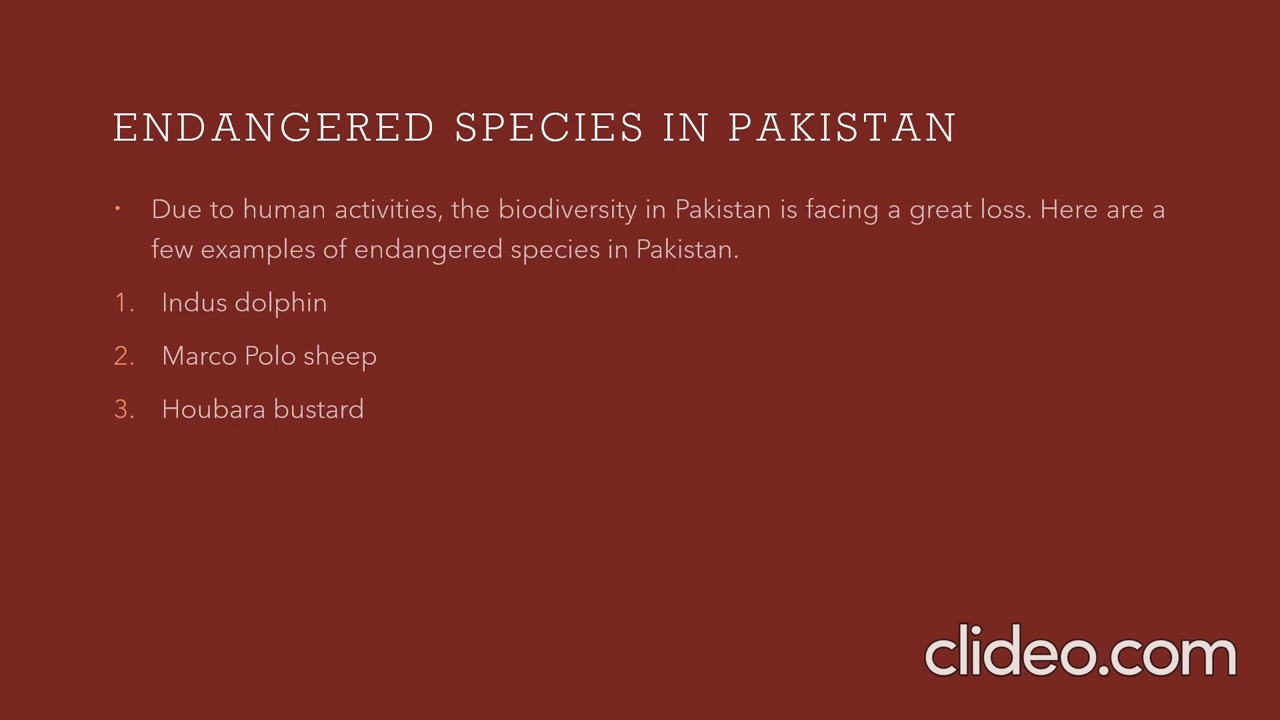 ENDANGERED SPECIES IN PAKISTAN
• Due to human activities, the biodiversity in Pakistan is facing a great loss. Here are a
few examples of endangered species in Pakistan.
1. Indus dolphin
2. Marco Polo sheep
3. Houbara bustard
clideo.com